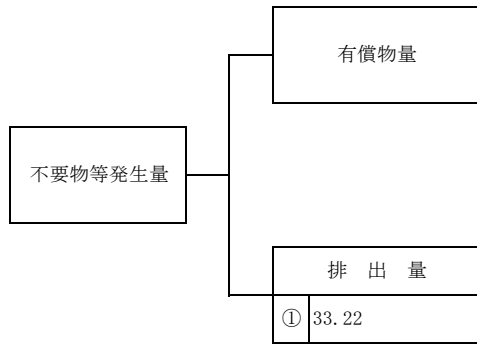 有償物量
不要物等発生量
排 出 量
① 33.22